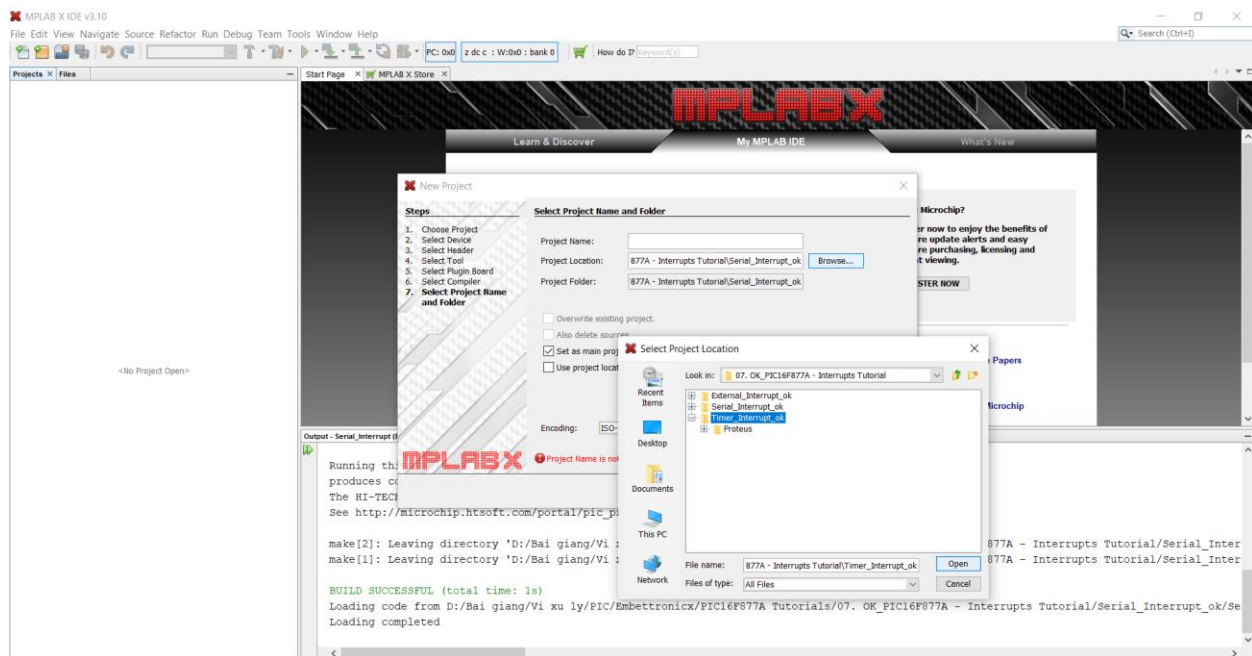 MPLAB X IDE v3.10
File Edit View Navigate Source Refactor Run Debug Team Tools Window Help
Search (Ctrl+I)
PC: 0x0 z dc c : W:0x0 : bank 0 How do I? Keyword(s)
Projects Files
Start Page MPLAB X Store
MPLABX
Learn & Discover My MPLAB IDE What's New
<No Project Open>
Microchip?
er now to enjoy the benefits of
re update alerts and easy
re purchasing, licensing and
t viewing.
STER NOW
Papers
Microchip
New Project
Steps
1. Choose Project
2. Select Device
3. Select Header
4. Select Tool
5. Select Plugin Board
6. Select Compiler
7. Select Project Name
and Folder
MPLABX
Select Project Name and Folder
Project Name:
Project Location: 877A - Interrupts Tutorial\Serial_Interrupt_ok Browse...
Project Folder: 877A - Interrupts Tutorial\Serial_Interrupt_ok
Overwrite existing project.
Also delete sources.
Set as main proj
Use project locat
Encoding: ISO-
Project Name is not
Select Project Location
Look in: 07. OK_PIC16F877A - Interrupts Tutorial
Recent
Items
Desktop
Documents
This PC
Network
External_Interrupt_ok
Serial_Interrupt_ok
Timer_Interrupt_ok
Proteus
File name: 877A - Interrupts Tutorial\Timer_Interrupt_ok Open
Files of type: All Files Cancel
Output - Serial_Interrupt (
Running thi
produces co
The HI-TECH
See http://microchip.htsoft.com/portal/pic_p
make[2]: Leaving directory 'D:/Bai giang/Vi x 877A - Interrupts Tutorial/Serial_Inter
make[1]: Leaving directory 'D:/Bai giang/Vi x 877A - Interrupts Tutorial/Serial_Inter
BUILD SUCCESSFUL (total time: 1s)
Loading code from D:/Bai giang/Vi xu ly/PIC/Embettronicx/PIC16F877A Tutorials/07. OK_PIC16F877A - Interrupts Tutorial/Serial_Interrupt_ok/Se
Loading completed